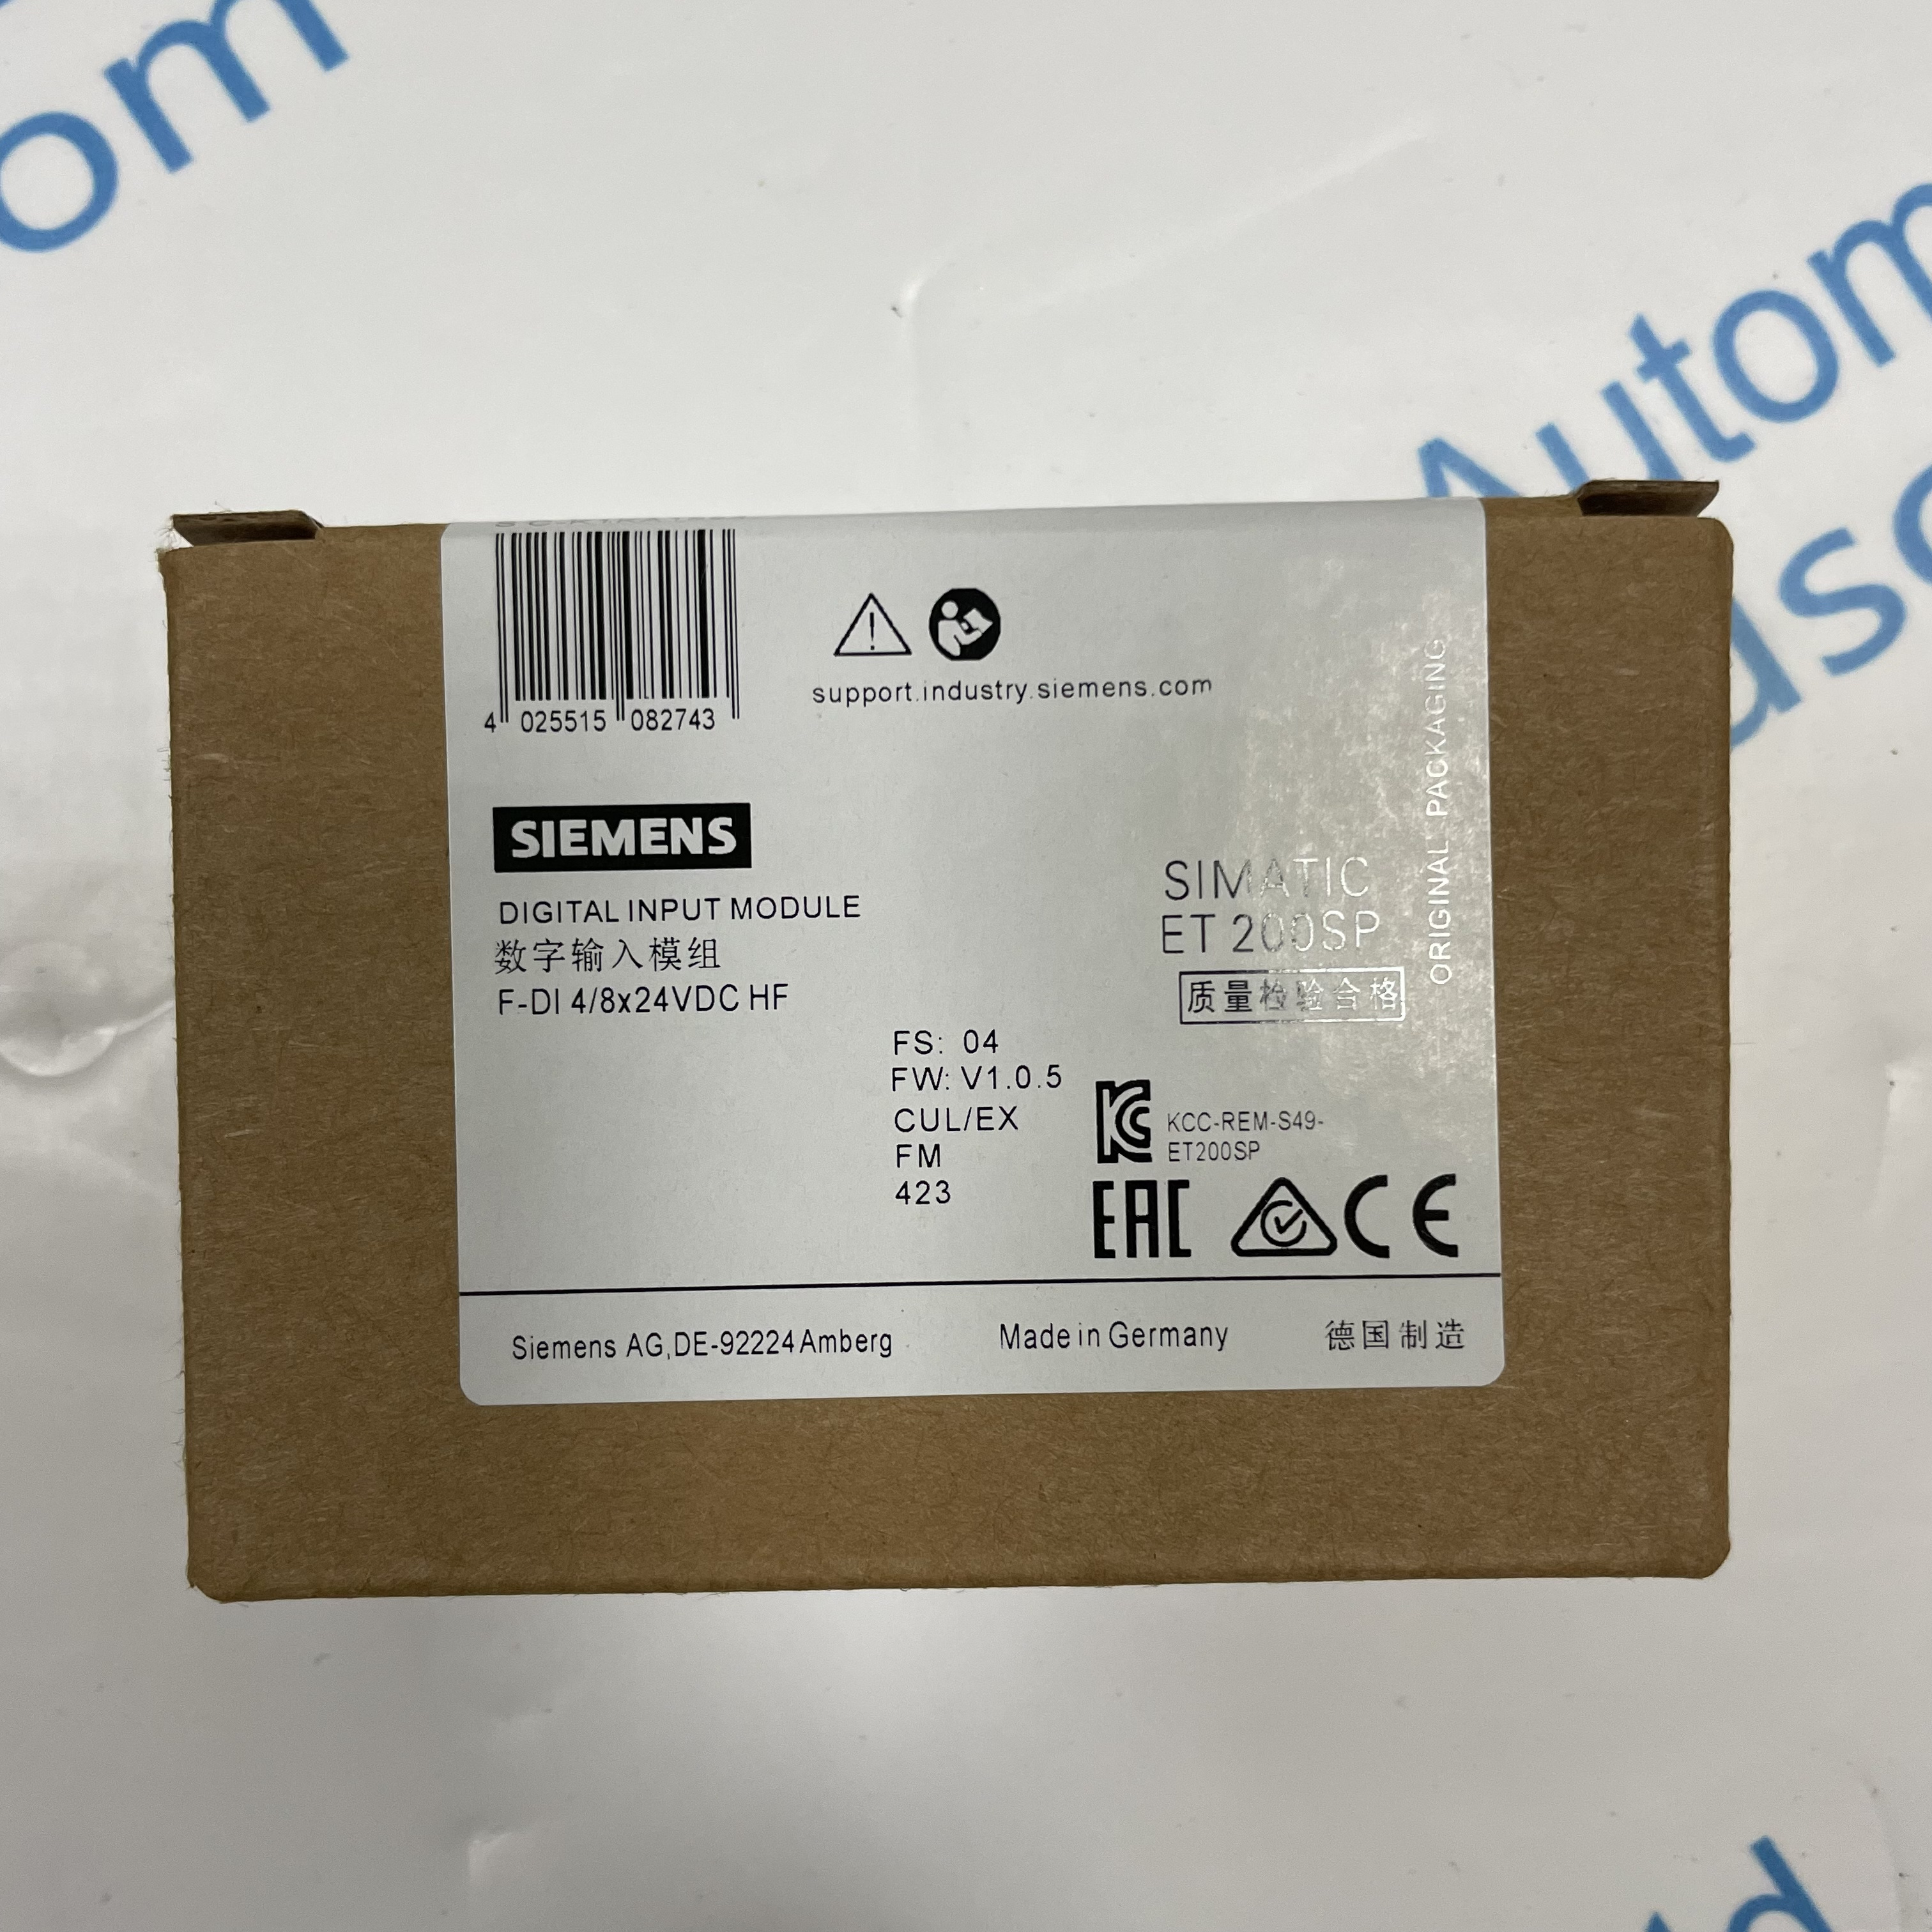 om
Autom
4 025515 082743
support.industry.siemens.com
SIEMENS
DIGITAL INPUT MODULE
数字输入模组
F-DI 4/8x24VDC HF
SIMATIC
ET 200SP
质量检验合格
ORIGINAL PACKAGING
FS: 04
FW: V1.0.5
CUL/EX
FM
423
KCC-REM-S49-
ET200SP
EAC
CE
Siemens AG,DE-92224 Amberg
Made in Germany
德国制造